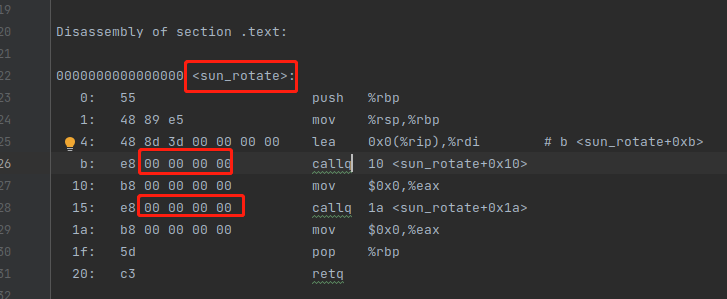 19
20 Disassembly of section .text:
21
22 0000000000000000 <sun_rotate>:
23 0: 55 push %rbp
24 1: 48 89 e5 mov %rsp,%rbp
25 4: 48 8d 3d 00 00 00 00 lea 0x0(%rip),%rdi # b <sun_rotate+0xb>
26 b: e8 00 00 00 00 callq 10 <sun_rotate+0x10>
27 10: b8 00 00 00 00 mov $0x0,%eax
28 15: e8 00 00 00 00 callq 1a <sun_rotate+0x1a>
29 1a: b8 00 00 00 00 mov $0x0,%eax
30 1f: 5d pop %rbp
31 20: c3 retq
32